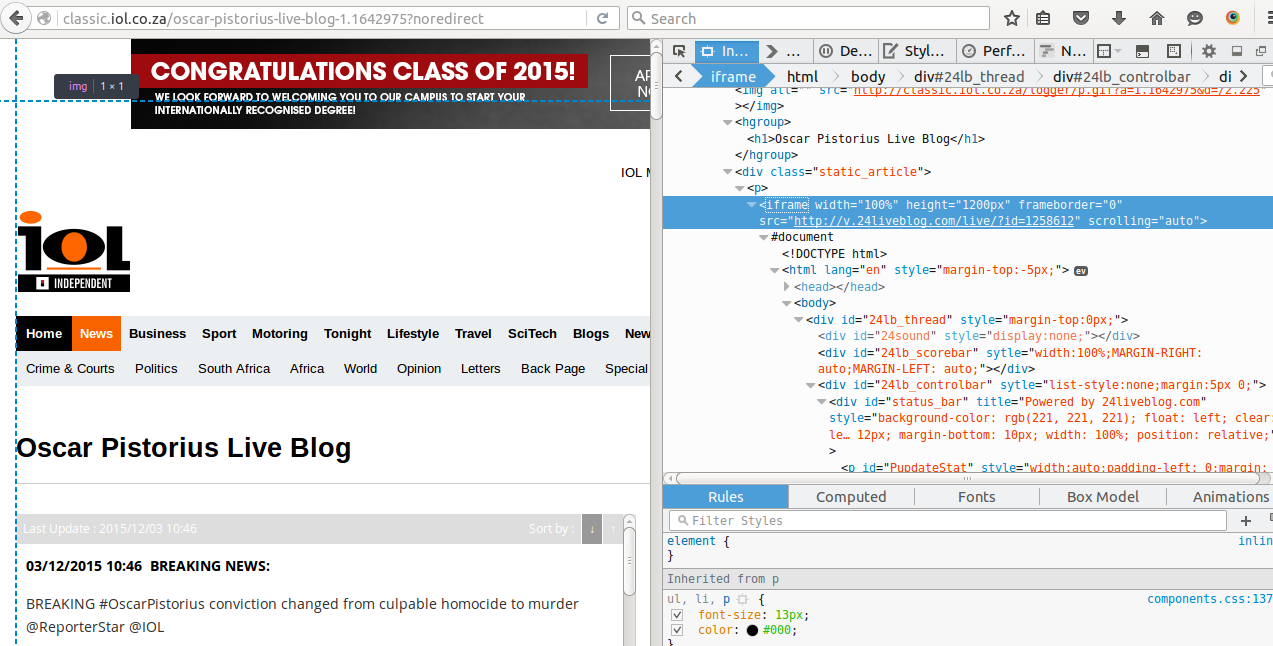 classic.iol.co.za/oscar-pistorius-live-blog-1.1642975?noredirect
Search
CONGRATULATIONS CLASS OF 2015!
WE LOOK FORWARD TO WELCOMING YOU TO OUR CAMPUS TO START YOUR
INTERNATIONALLY RECOGNISED DEGREE!
img 1 × 1
IOL M
iOL
INDEPENDENT
Home News Business Sport Motoring Tonight Lifestyle Travel SciTech Blogs New
Crime & Courts Politics South Africa Africa World Opinion Letters Back Page Special
Oscar Pistorius Live Blog
Last Update : 2015/12/03 10:46 Sort by : ↓ ↑
03/12/2015 10:46 BREAKING NEWS:
BREAKING #OscarPistorius conviction changed from culpable homocide to murder
@ReporterStar @IOL
In... ... De... Styl... Perf... N...
iframe html body div#24lb_thread div#24lb_controlbar di
<img alt="" src="http://classic.iol.co.za/logger/p.gif?a=1.1642975&d=/2.225"
></img>
<hgroup>
<h1>Oscar Pistorius Live Blog</h1>
</hgroup>
<div class="static_article">
<p>
<iframe width="100%" height="1200px" frameborder="0"
src="http://v.24liveblog.com/live/?id=1258612" scrolling="auto">
#document
<!DOCTYPE html>
<html lang="en" style="margin-top:-5px;"> ev
<head></head>
<body>
<div id="24lb_thread" style="margin-top:0px;">
<div id="24sound" style="display:none;"></div>
<div id="24lb_scorebar" sytle="width:100%;MARGIN-RIGHT:
auto;MARGIN-LEFT: auto;"></div>
<div id="24lb_controlbar" sytle="list-style:none;margin:5px 0;">
<div id="status_bar" title="Powered by 24liveblog.com"
style="background-color: rgb(221, 221, 221); float: left; clear:
le… 12px; margin-bottom: 10px; width: 100%; position: relative;"
>
<p id="PupdateStat" style="width:auto;padding-left: 0;margin:
Rules Computed Fonts Box Model Animations
Filter Styles +
element { inlin
}
Inherited from p
ul, li, p { components.css:137
font-size: 13px;
color: #000;
}